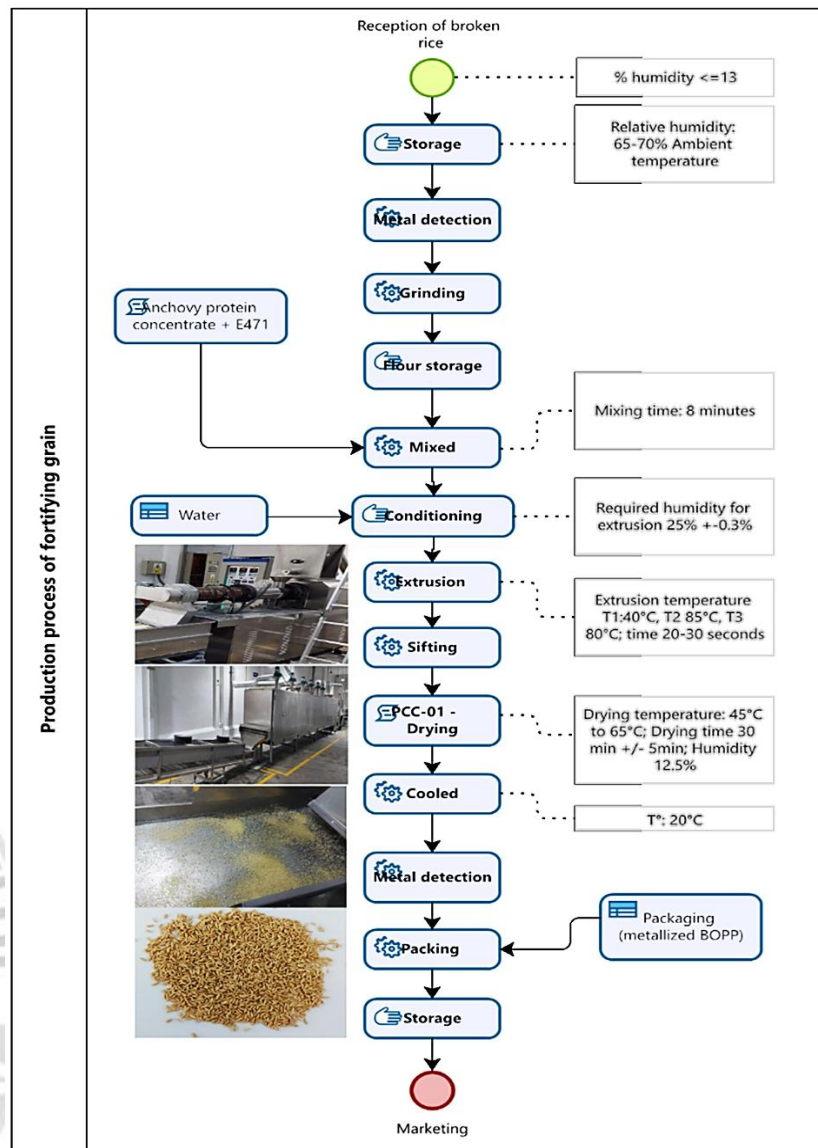 Production process of fortifying grain
Reception of broken
rice
% humidity <=13
Storage
Relative humidity:
65-70% Ambient
temperature
Metal detection
Grinding
Anchovy protein
concentrate + E471
Flour storage
Mixed
Mixing time: 8 minutes
Water
Conditioning
Required humidity for
extrusion 25% +-0.3%
Extrusion
Extrusion temperature
T1:40°C, T2 85°C, T3
80°C; time 20-30 seconds
Sifting
PCC-01 -
Drying
Drying temperature: 45°C
to 65°C; Drying time 30
min +/- 5min; Humidity
12.5%
Cooled
T°: 20°C
Metal detection
Packing
Packaging
(metallized BOPP)
Storage
Marketing